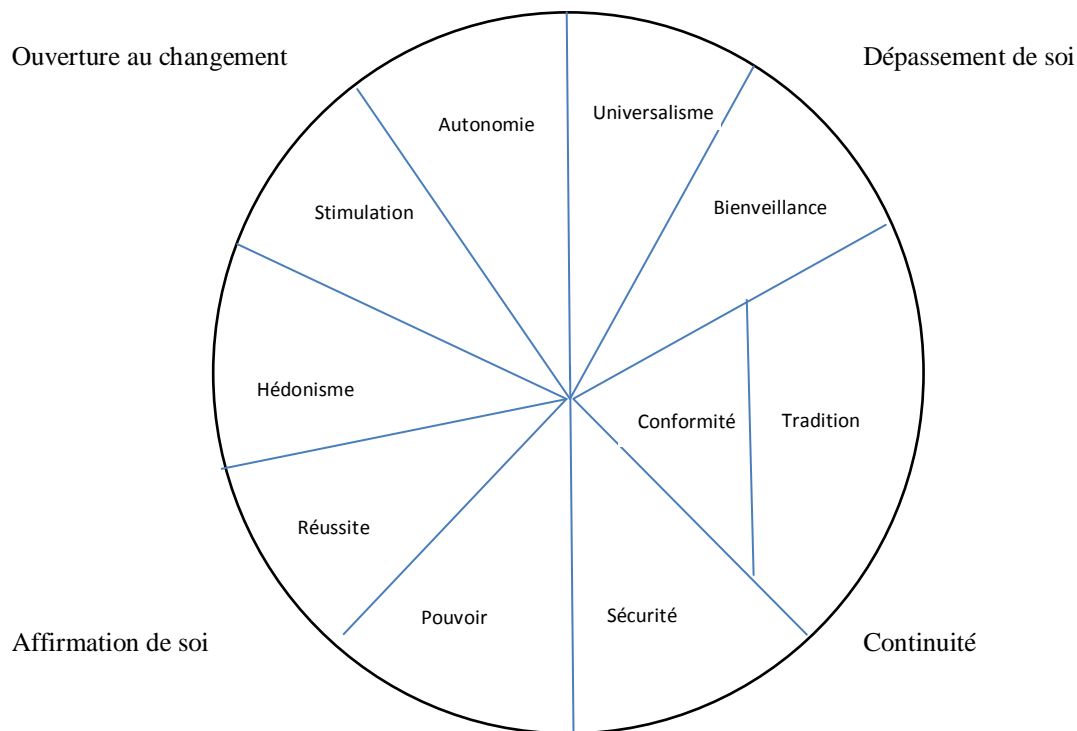 Ouverture au changement
Dépassement de soi
Universalisme
Autonomie
Stimulation
Bienveillance
Hédonisme
Conformité
Tradition
Réussite
Pouvoir
Sécurité
Affirmation de soi
Continuité